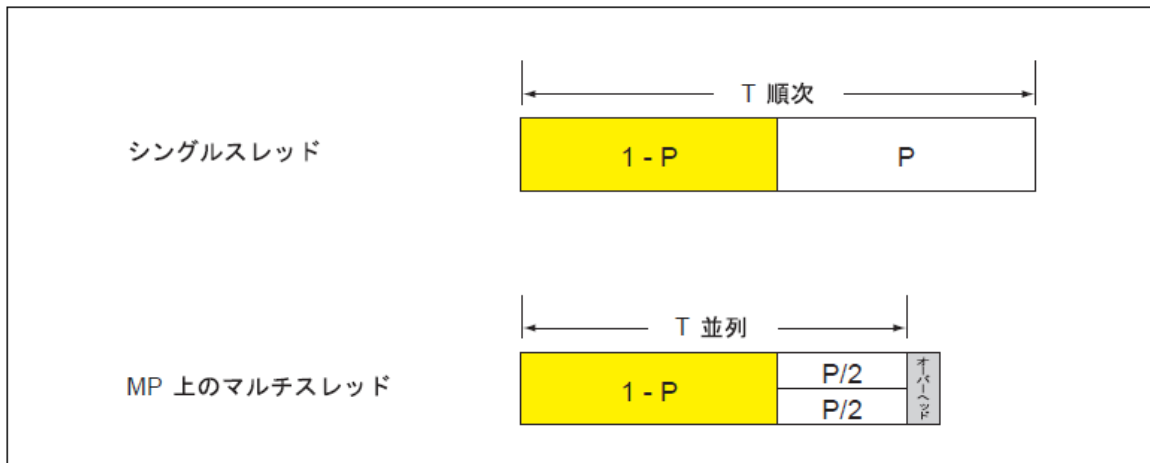 T 順次
シングルスレッド
1 - P
P
T 並列
MP 上のマルチスレッド
1 - P
P/2
P/2
オーバーヘッド